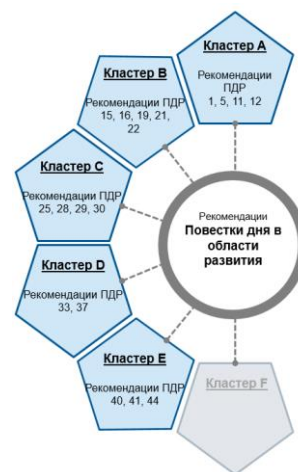 Кластер A
Рекомендации
ПДР
1, 5, 11, 12
Кластер B
Рекомендации ПДР
15, 16, 19, 21,
22
Кластер C
Рекомендации ПДР
25, 28, 29, 30
Кластер D
Рекомендации ПДР
33, 37
Кластер E
Рекомендации ПДР
40, 41, 44
Кластер F
Рекомендации
Повестки дня в
области
развития